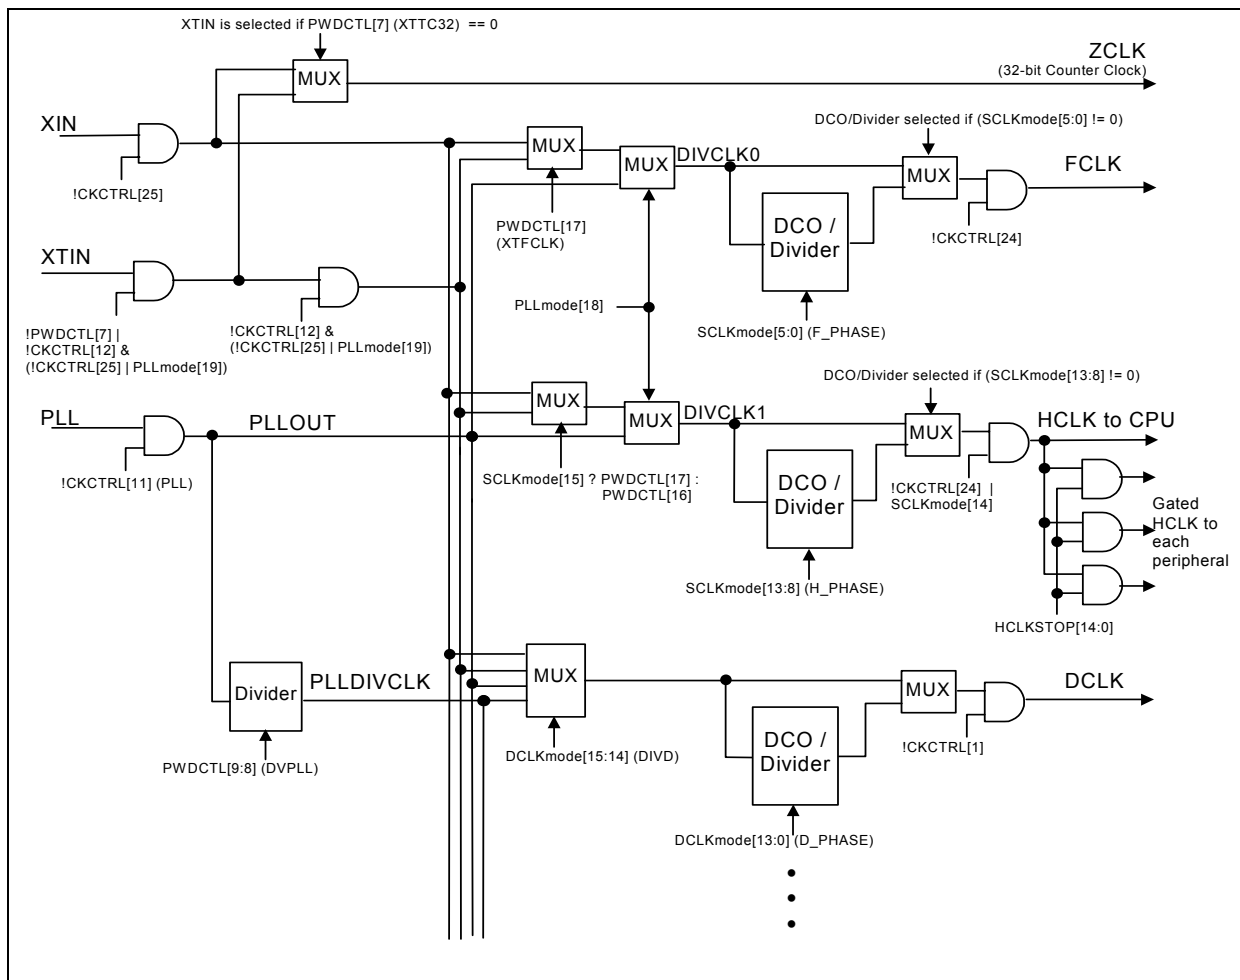 XTIN is selected if PWDCTL[7] (XTTC32)  == 0
ZCLK
(32-bit Counter Clock)
MUX
XIN
!CKCTRL[25]
DCO/Divider selected if (SCLKmode[5:0] != 0)
MUX
MUX
DIVCLK0
MUX
FCLK
PWDCTL[17]
(XTFCLK)
DCO /
Divider
!CKCTRL[24]
XTIN
!PWDCTL[7] |
!CKCTRL[12] &
(!CKCTRL[25] | PLLmode[19])
!CKCTRL[12] &
(!CKCTRL[25] | PLLmode[19])
PLLmode[18]
SCLKmode[5:0] (F_PHASE)
DCO/Divider selected if (SCLKmode[13:8] != 0)
PLL
PLLOUT
MUX
MUX
DIVCLK1
MUX
HCLK to CPU
!CKCTRL[11] (PLL)
SCLKmode[15] ? PWDCTL[17] :
PWDCTL[16]
DCO /
Divider
!CKCTRL[24] |
SCLKmode[14]
Gated
HCLK to
each
peripheral
SCLKmode[13:8] (H_PHASE)
HCLKSTOP[14:0]
Divider
PLLDIVCLK
MUX
MUX
DCLK
PWDCTL[9:8] (DVPLL)
DCLKmode[15:14] (DIVD)
DCO /
Divider
!CKCTRL[1]
DCLKmode[13:0] (D_PHASE)